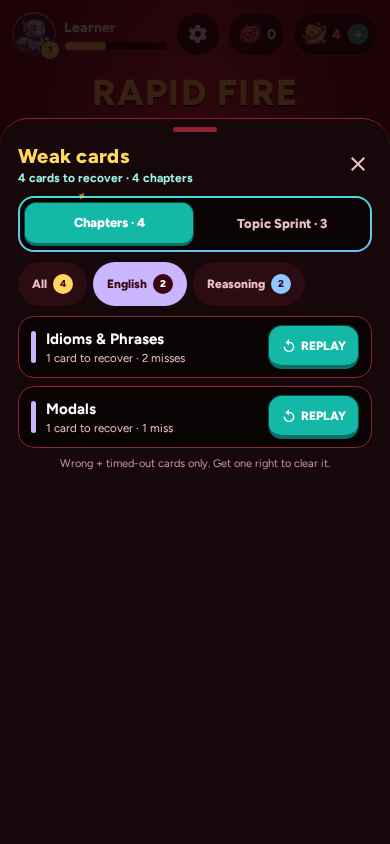 Learner
7
0
4
RAPID FIRE
Weak cards
4 cards to recover · 4 chapters
Chapters · 4
Topic Sprint · 3
All 4
English 2
Reasoning 2
Idioms & Phrases
1 card to recover · 2 misses
REPLAY
Modals
1 card to recover · 1 miss
REPLAY
Wrong + timed-out cards only. Get one right to clear it.